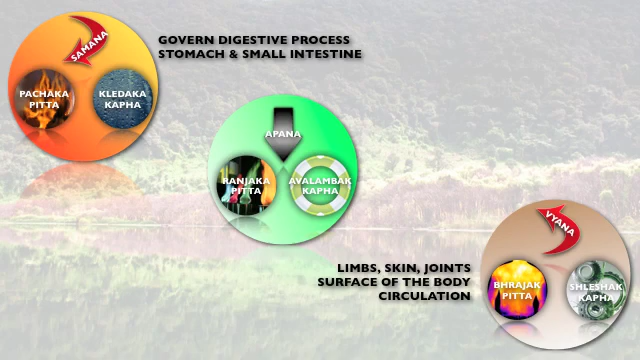 SAMANA
PACHAKA
PITTA
KLEDAKA
KAPHA
GOVERN DIGESTIVE PROCESS
STOMACH & SMALL INTESTINE
APANA
RANJAKA
PITTA
AVALAMBAK
KAPHA
LIMBS, SKIN, JOINTS
SURFACE OF THE BODY
CIRCULATION
VYANA
BHRAJAK
PITTA
SHLESHAK
KAPHA